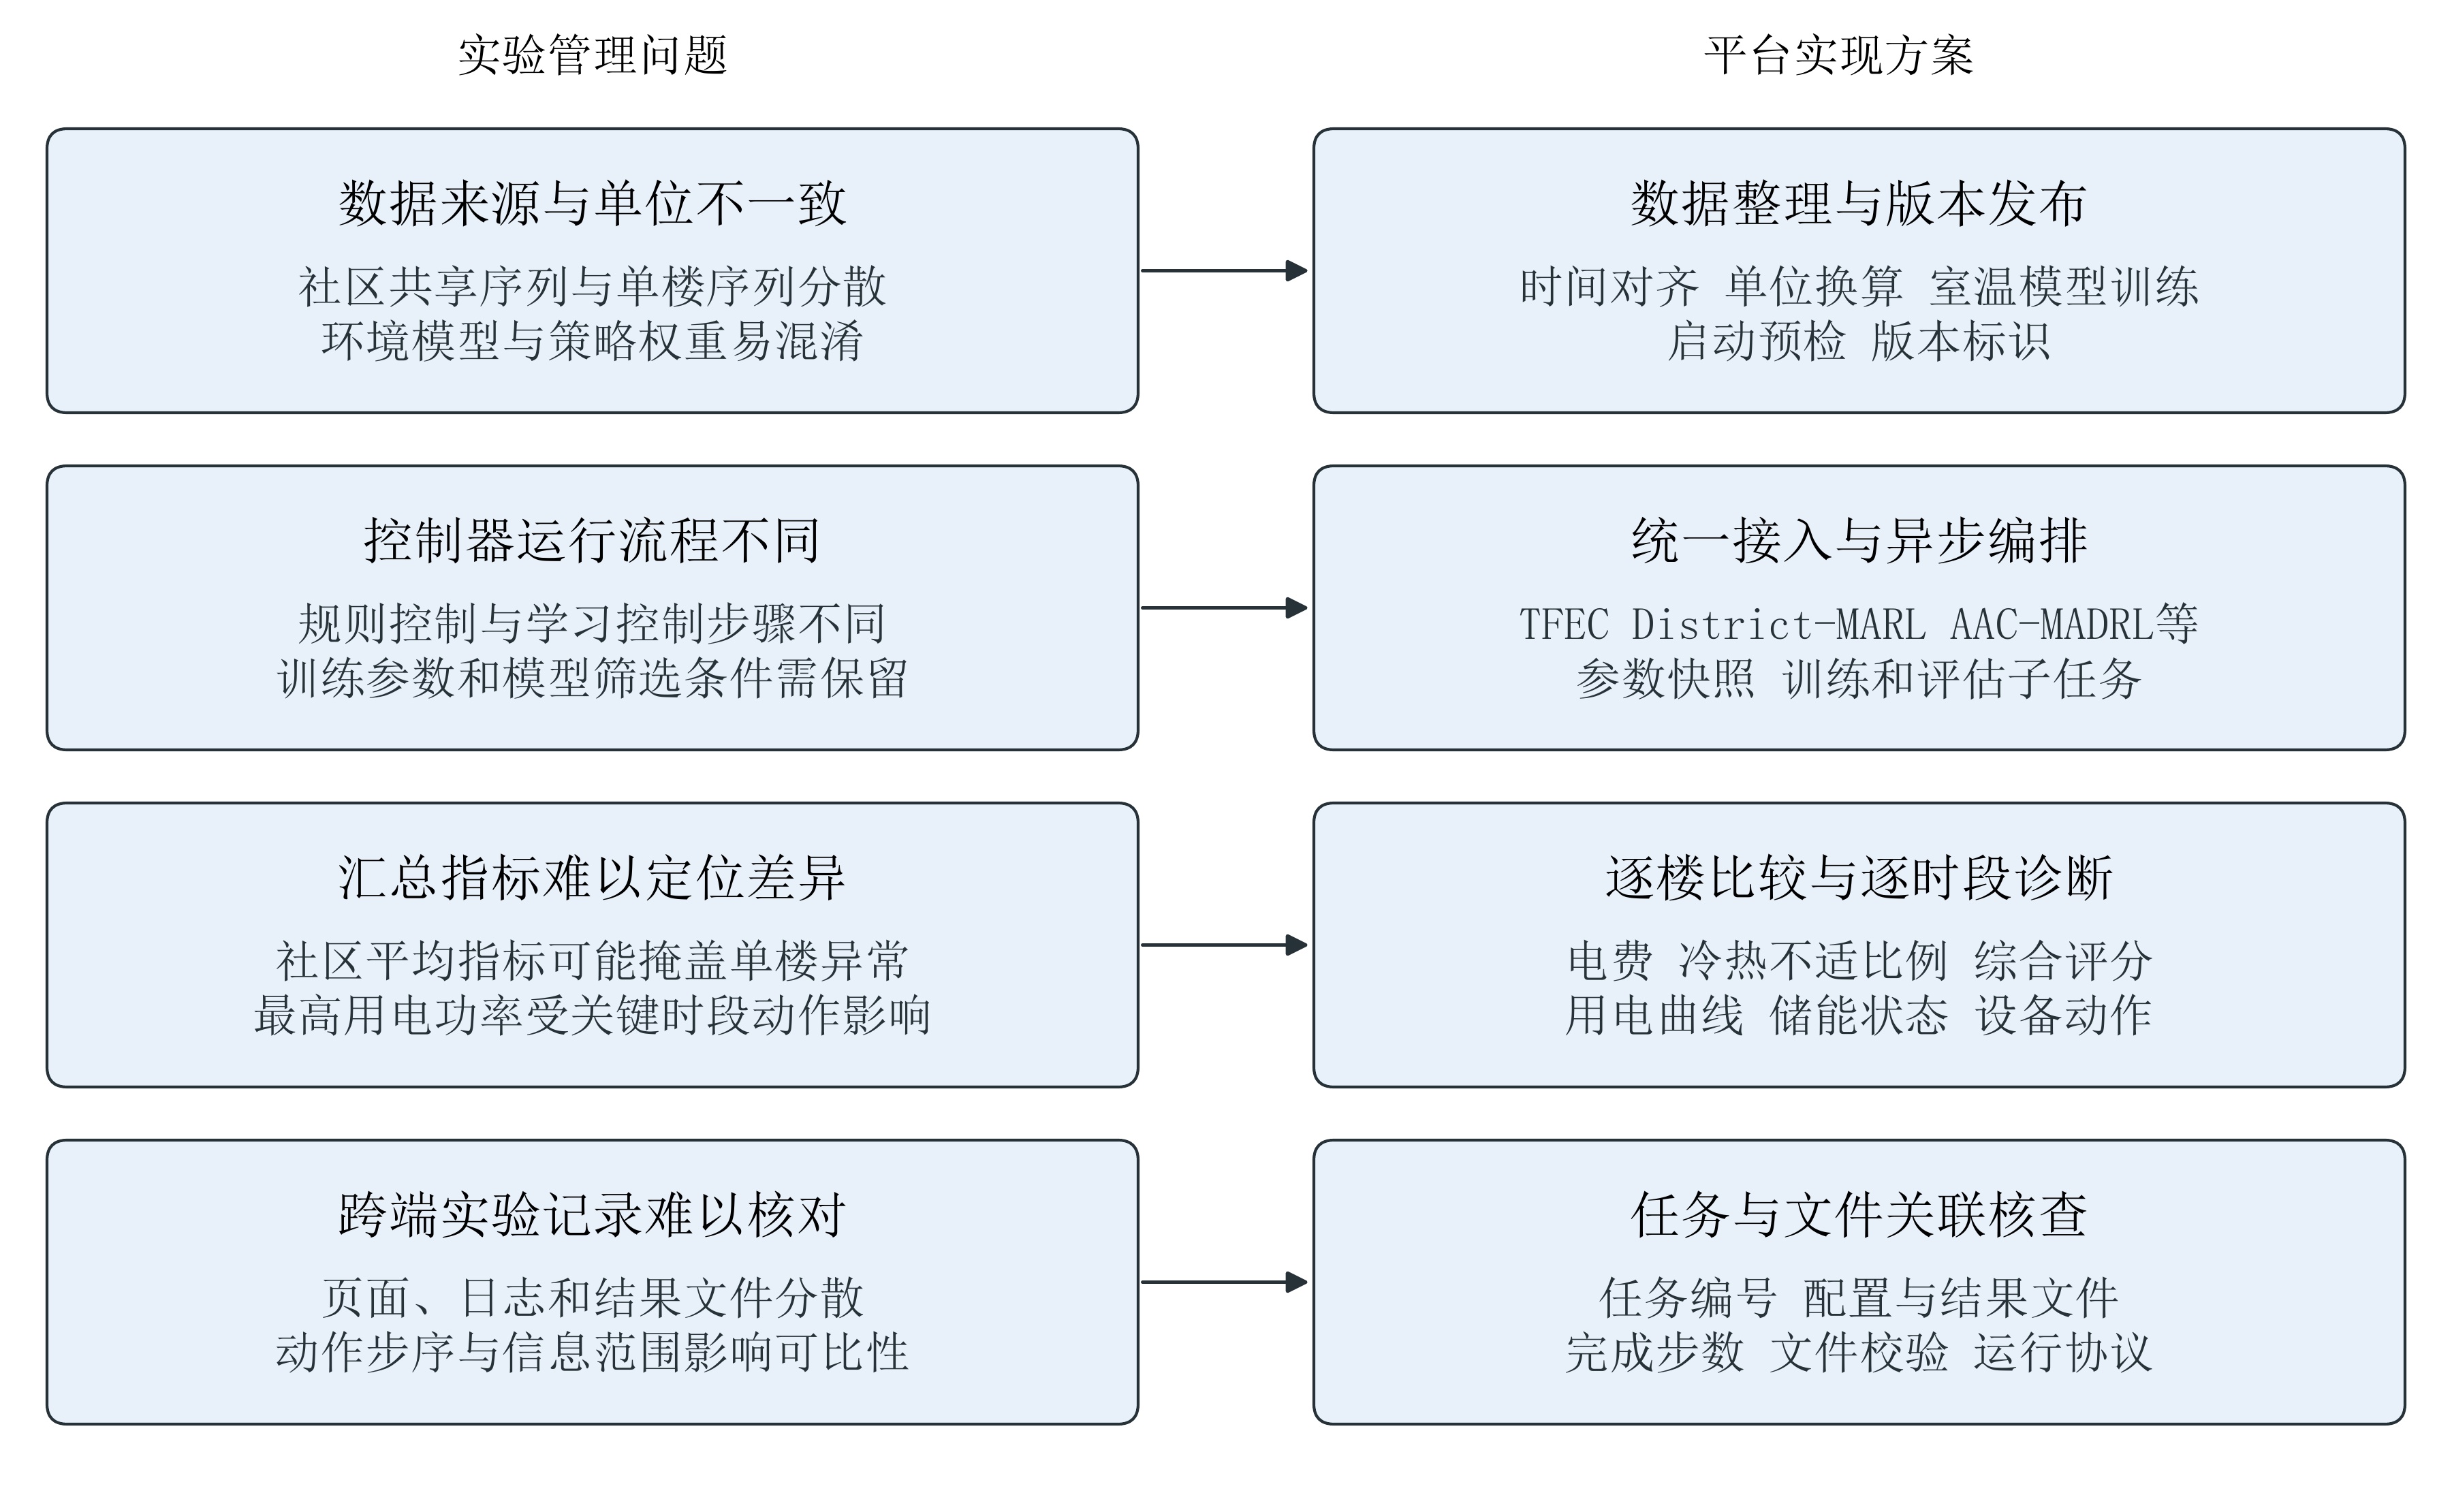 实验管理问题
平台实现方案
数据来源与单位不一致
社区共享序列与单楼序列分散
环境模型与策略权重易混淆
数据整理与版本发布
时间对齐 单位换算 室温模型训练
启动预检 版本标识
控制器运行流程不同
规则控制与学习控制步骤不同
训练参数和模型筛选条件需保留
统一接入与异步编排
TFEC District-MARL AAC-MADRL等
参数快照 训练和评估子任务
汇总指标难以定位差异
社区平均指标可能掩盖单楼异常
最高用电功率受关键时段动作影响
逐楼比较与逐时段诊断
电费 冷热不适比例 综合评分
用电曲线 储能状态 设备动作
跨端实验记录难以核对
页面、日志和结果文件分散
动作步序与信息范围影响可比性
任务与文件关联核查
任务编号 配置与结果文件
完成步数 文件校验 运行协议